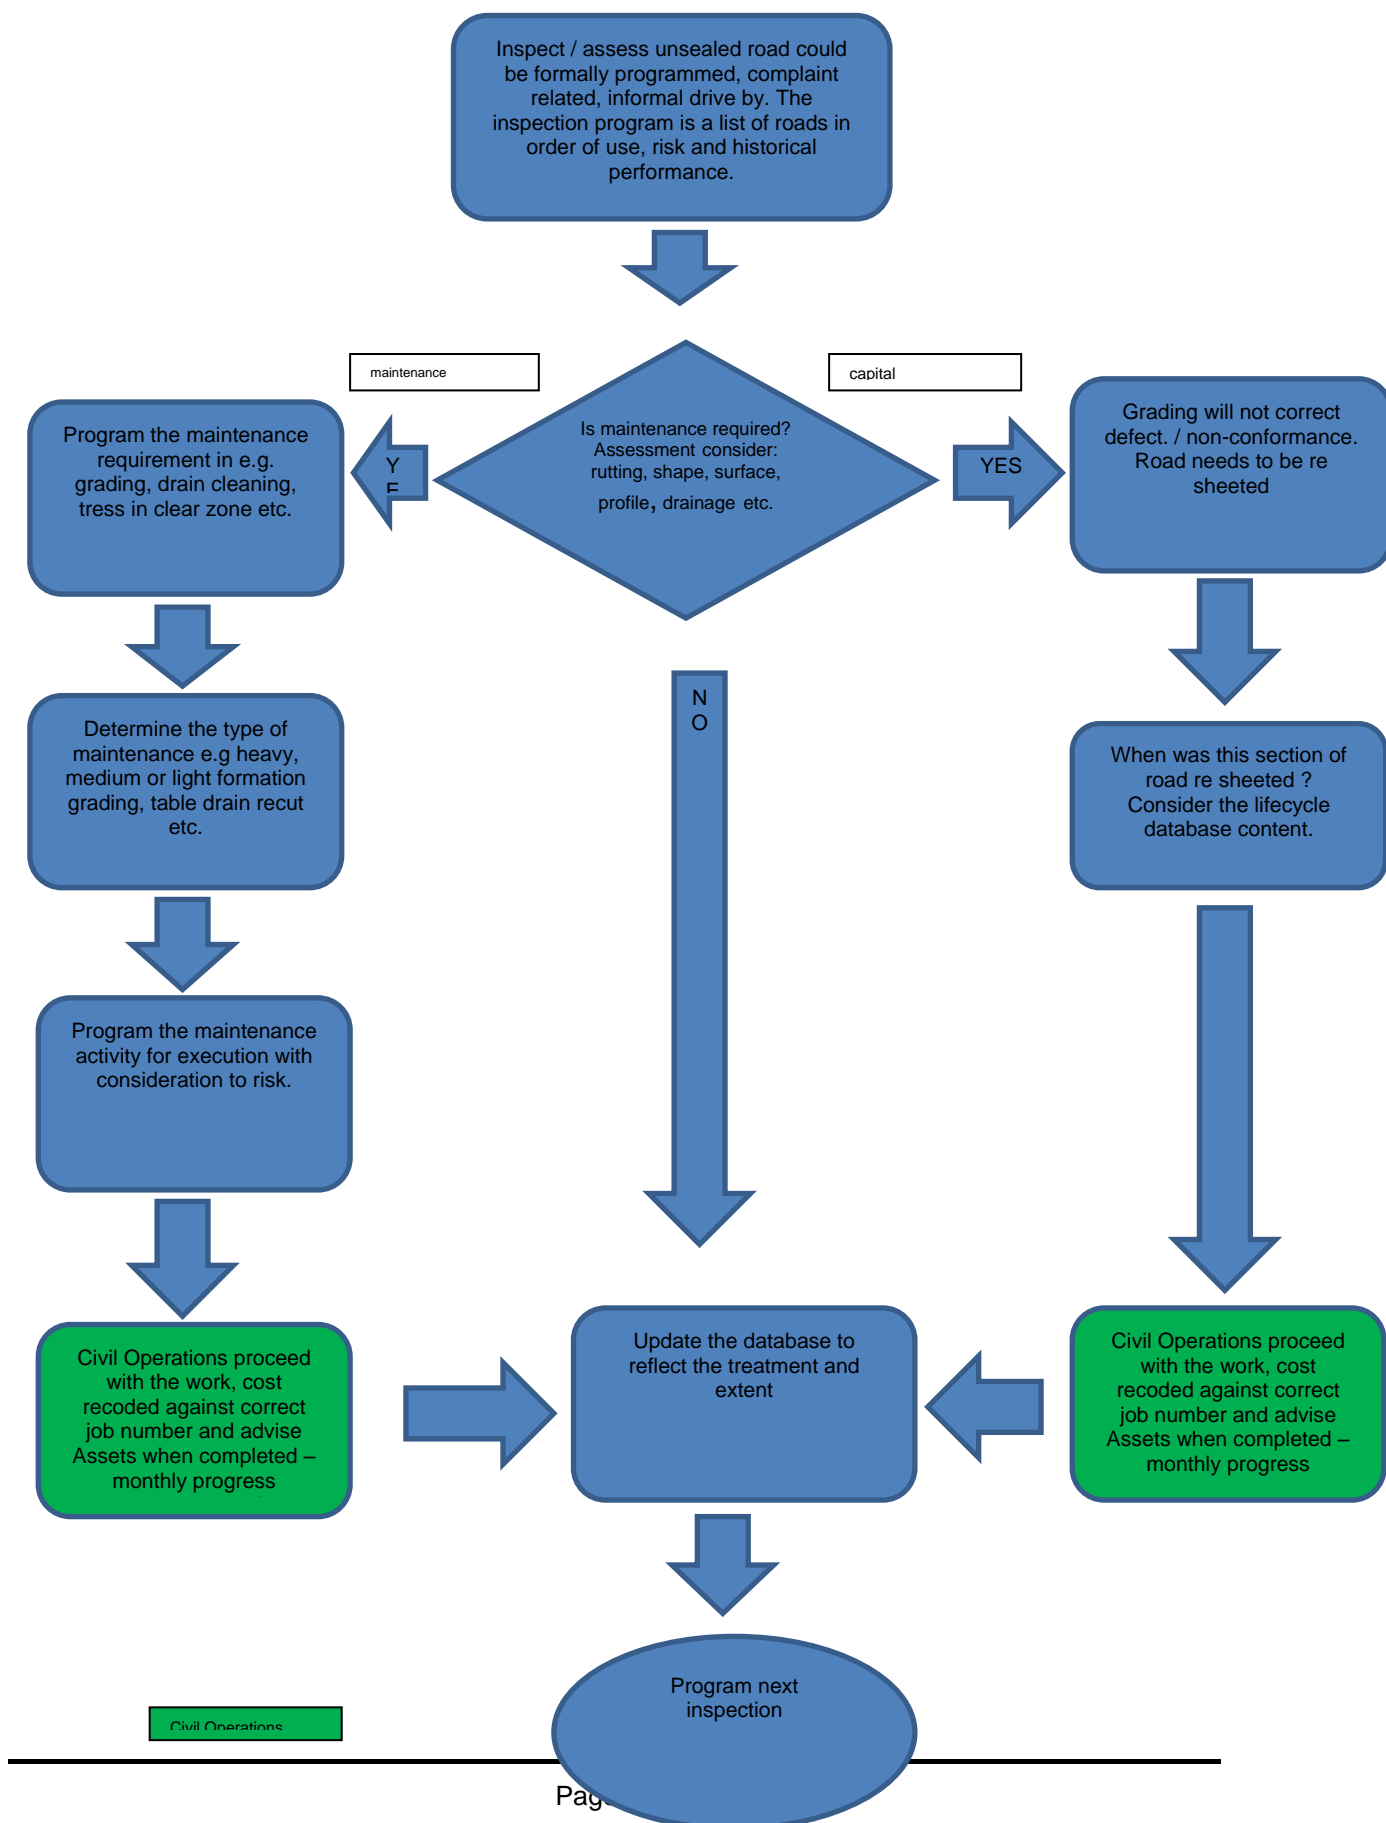 Inspect / assess unsealed road could
be formally programmed, complaint
related, informal drive by. The
inspection program is a list of roads in
order of use, risk and historical
performance.
maintenance
capital
Program the maintenance
requirement in e.g.
grading, drain cleaning,
tress in clear zone etc.
Y
E
Is maintenance required?
Assessment consider:
rutting, shape, surface,
profile, drainage etc.
YES
Grading will not correct
defect. / non-conformance.
Road needs to be re
sheeted
N
O
Determine the type of
maintenance e.g heavy,
medium or light formation
grading, table drain recut
etc.
When was this section of
road re sheeted ?
Consider the lifecycle
database content.
Program the maintenance
activity for execution with
consideration to risk.
Civil Operations proceed
with the work, cost
recoded against correct
job number and advise
Assets when completed –
monthly progress
Update the database to
reflect the treatment and
extent
Civil Operations proceed
with the work, cost
recoded against correct
job number and advise
Assets when completed –
monthly progress
Program next
inspection
Civil Operations